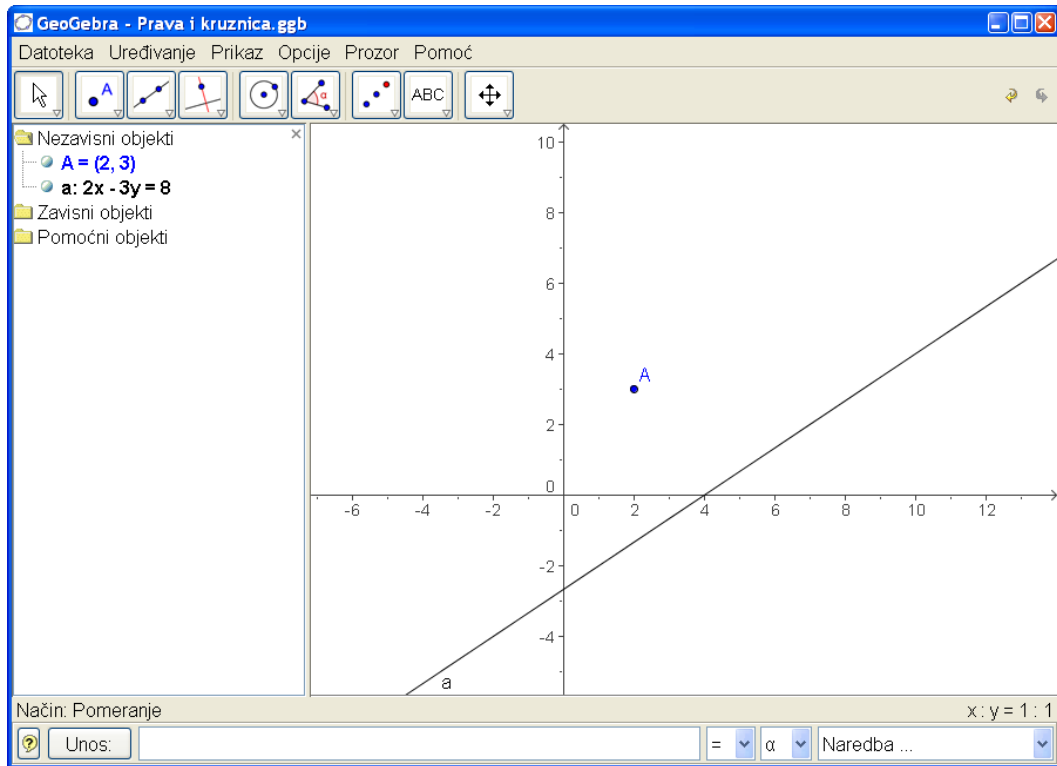 GeoGebra - Prava i kruznica.ggb
Datoteka Uređivanje Prikaz Opcije Prozor Pomoć
A α ABC
Nezavisni objekti
A = (2, 3)
a: 2x - 3y = 8
Zavisni objekti
Pomoćni objekti
10
8
6
4
A
2
0
-6 -4 -2 0 2 4 6 8 10 12
-2
-4
a
Način: Pomeranje x : y = 1 : 1
Unos: = α Naredba ...